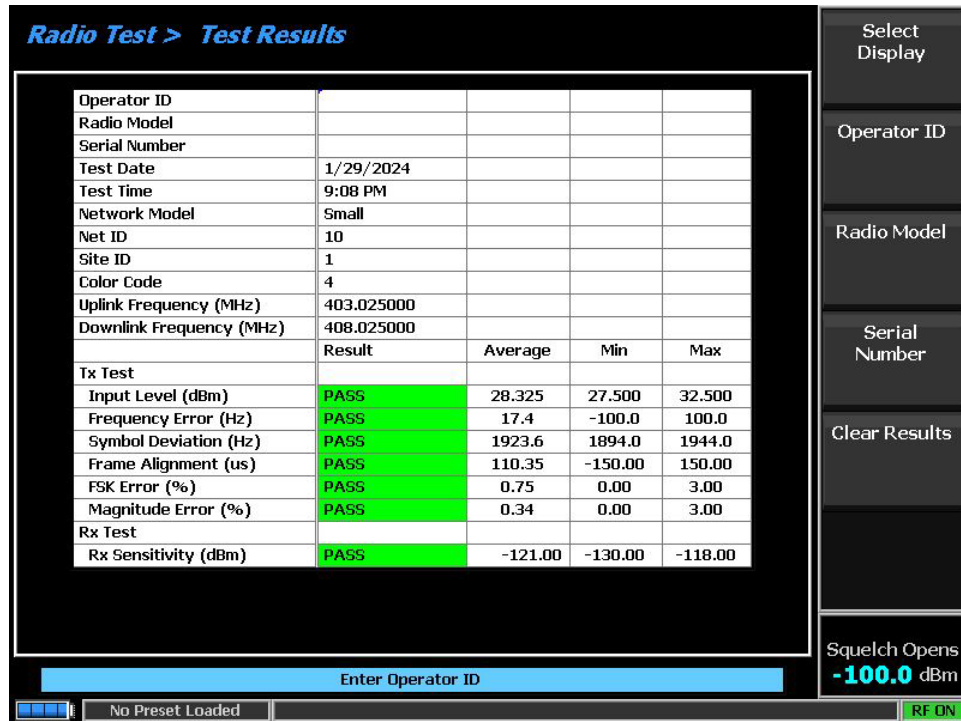 Radio Test > Test Results
Operator ID
Radio Model
Serial Number
Test Date 1/29/2024
Test Time 9:08 PM
Network Model Small
Net ID 10
Site ID 1
Color Code 4
Uplink Frequency (MHz) 403.025000
Downlink Frequency (MHz) 408.025000
Result Average Min Max
Tx Test
Input Level (dBm) PASS 28.325 27.500 32.500
Frequency Error (Hz) PASS 17.4 -100.0 100.0
Symbol Deviation (Hz) PASS 1923.6 1894.0 1944.0
Frame Alignment (us) PASS 110.35 -150.00 150.00
FSK Error (%) PASS 0.75 0.00 3.00
Magnitude Error (%) PASS 0.34 0.00 3.00
Rx Test
Rx Sensitivity (dBm) PASS -121.00 -130.00 -118.00
Enter Operator ID
No Preset Loaded
Select
Display
Operator ID
Radio Model
Serial
Number
Clear Results
Squelch Opens
-100.0 dBm
RF ON